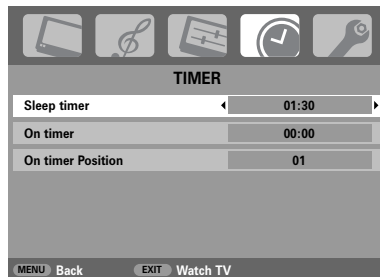 TIMER
Sleep timer 01:30
On timer 00:00
On timer Position 01
MENU Back EXIT Watch TV